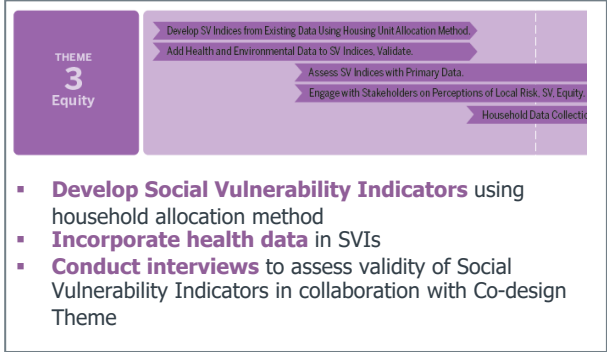 Develop SV Indices from Existing Data Using Housing Unit Allocation Method.
Add Health and Environmental Data to SV Indices, Validate.
THEME
3
Equity
Assess SV Indices with Primary Data.
Engage with Stakeholders on Perceptions of Local Risk, SV, Equity.
Household Data Collectio
▪ Develop Social Vulnerability Indicators using
household allocation method
▪ Incorporate health data in SVIs
▪ Conduct interviews to assess validity of Social
Vulnerability Indicators in collaboration with Co-design
Theme